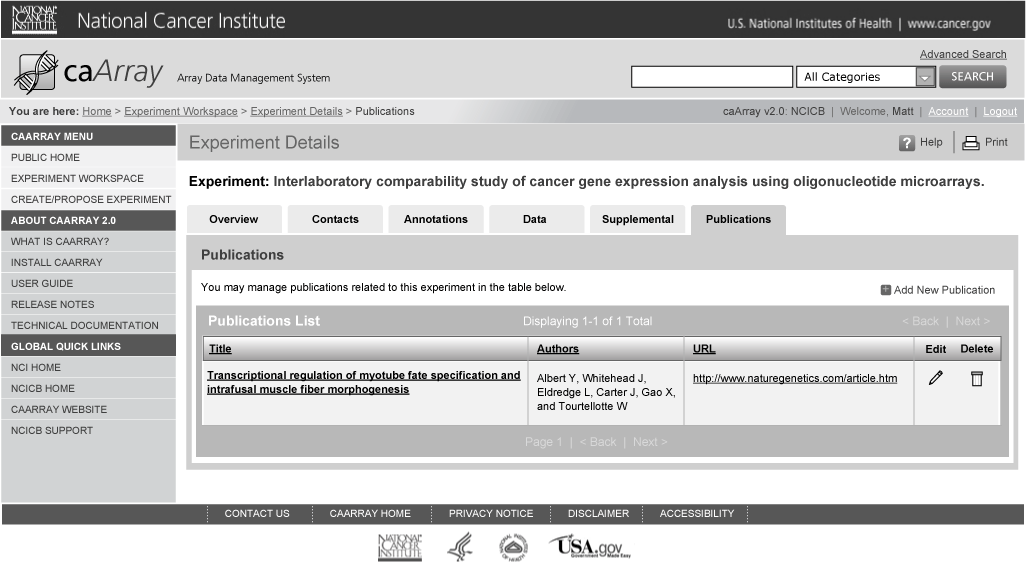 NATIONAL CANCER INSTITUTE
National Cancer Institute
U.S. National Institutes of Health | www.cancer.gov
caArray Array Data Management System
Advanced Search
All Categories
SEARCH
You are here: Home > Experiment Workspace > Experiment Details > Publications
caArray v2.0: NCICB | Welcome, Matt | Account | Logout
CAARRAY MENU
PUBLIC HOME
EXPERIMENT WORKSPACE
CREATE/PROPOSE EXPERIMENT
ABOUT CAARRAY 2.0
WHAT IS CAARRAY?
INSTALL CAARRAY
USER GUIDE
RELEASE NOTES
TECHNICAL DOCUMENTATION
GLOBAL QUICK LINKS
NCI HOME
NCICB HOME
CAARRAY WEBSITE
NCICB SUPPORT
Experiment Details
? Help
Print
Experiment: Interlaboratory comparability study of cancer gene expression analysis using oligonucleotide microarrays.
Overview Contacts Annotations Data Supplemental Publications
Publications
You may manage publications related to this experiment in the table below.
Add New Publication
Publications List
Displaying 1-1 of 1 Total
< Back | Next >
Title Authors URL Edit Delete
Transcriptional regulation of myotube fate specification and
intrafusal muscle fiber morphogenesis
Albert Y, Whitehead J,
Eldredge L, Carter J, Gao X,
and Tourtellotte W
http://www.naturegenetics.com/article.htm
Page 1 | < Back | Next >
CONTACT US CAARRAY HOME PRIVACY NOTICE DISCLAIMER ACCESSIBILITY
NATIONAL CANCER INSTITUTE
USA.gov
Government Made Easy